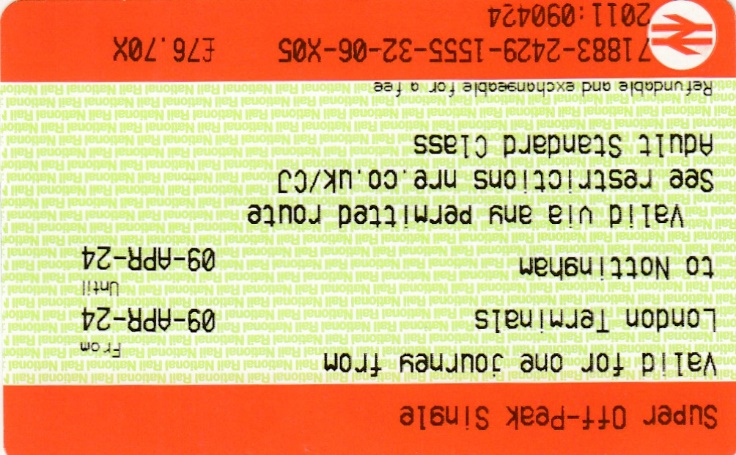 Super Off-Peak Single
Valid for one journey from
From
London Terminals 09-APR-24
Until
to Nottingham 09-APR-24
Valid via any permitted route
See restrictions nre.co.uk/CJ
Adult Standard Class
Refundable and exchangeable for a fee
71883-2429-1555-32-06-X05 £76.70X
2011:090424